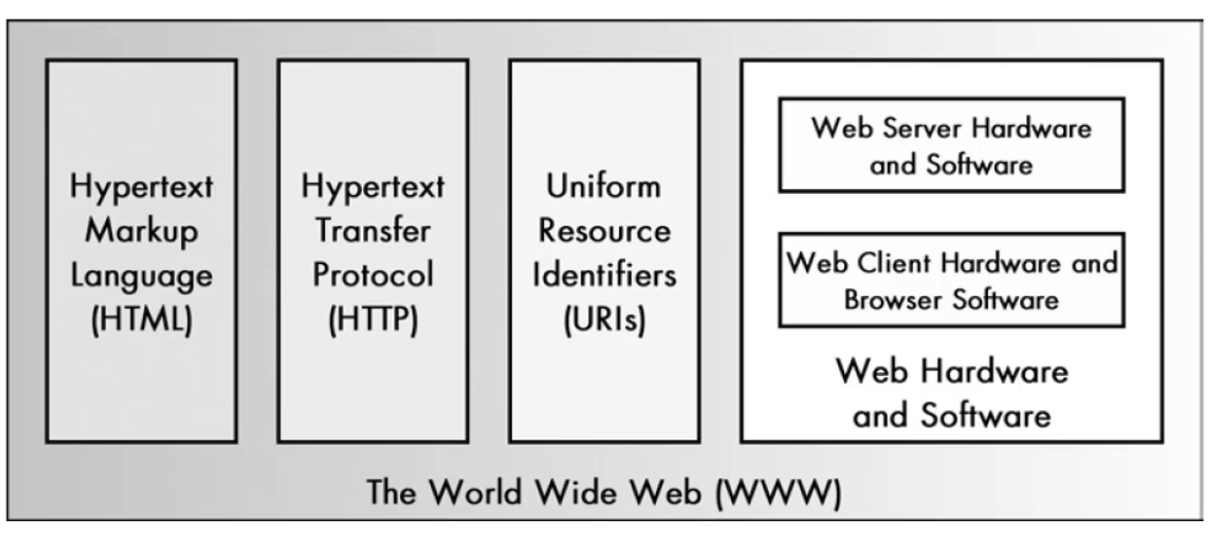 Hypertext
Markup
Language
(HTML)
Hypertext
Transfer
Protocol
(HTTP)
Uniform
Resource
Identifiers
(URIs)
Web Server Hardware
and Software
Web Client Hardware and
Browser Software
Web Hardware
and Software
The World Wide Web (WWW)